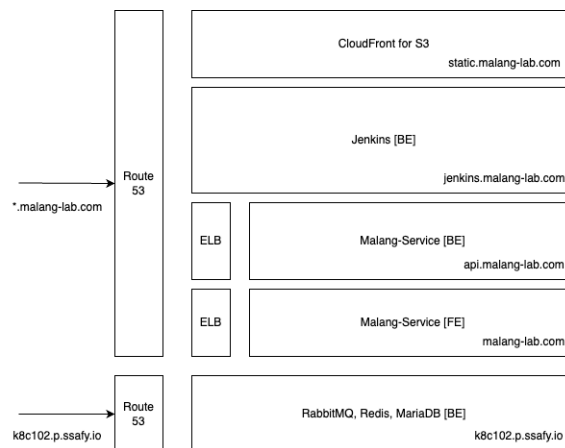 CloudFront for S3
static.malang-lab.com
Jenkins [BE]
jenkins.malang-lab.com
Route
53
*.malang-lab.com
ELB
Malang-Service [BE]
api.malang-lab.com
ELB
Malang-Service [FE]
malang-lab.com
Route
53
k8c102.p.ssafy.io
RabbitMQ, Redis, MariaDB [BE]
k8c102.p.ssafy.io